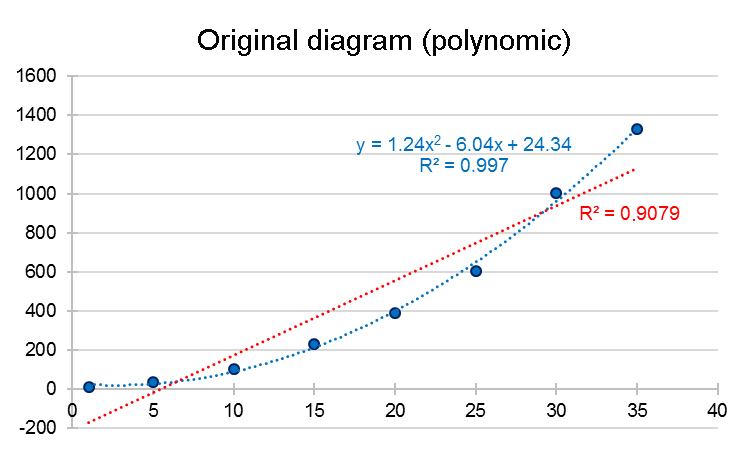 Original diagram (polynomic)
1600
1400
1200
1000
800
600
400
200
0
-200
y = 1.24x² - 6.04x + 24.34
R² = 0.997
R² = 0.9079
0 5 10 15 20 25 30 35 40